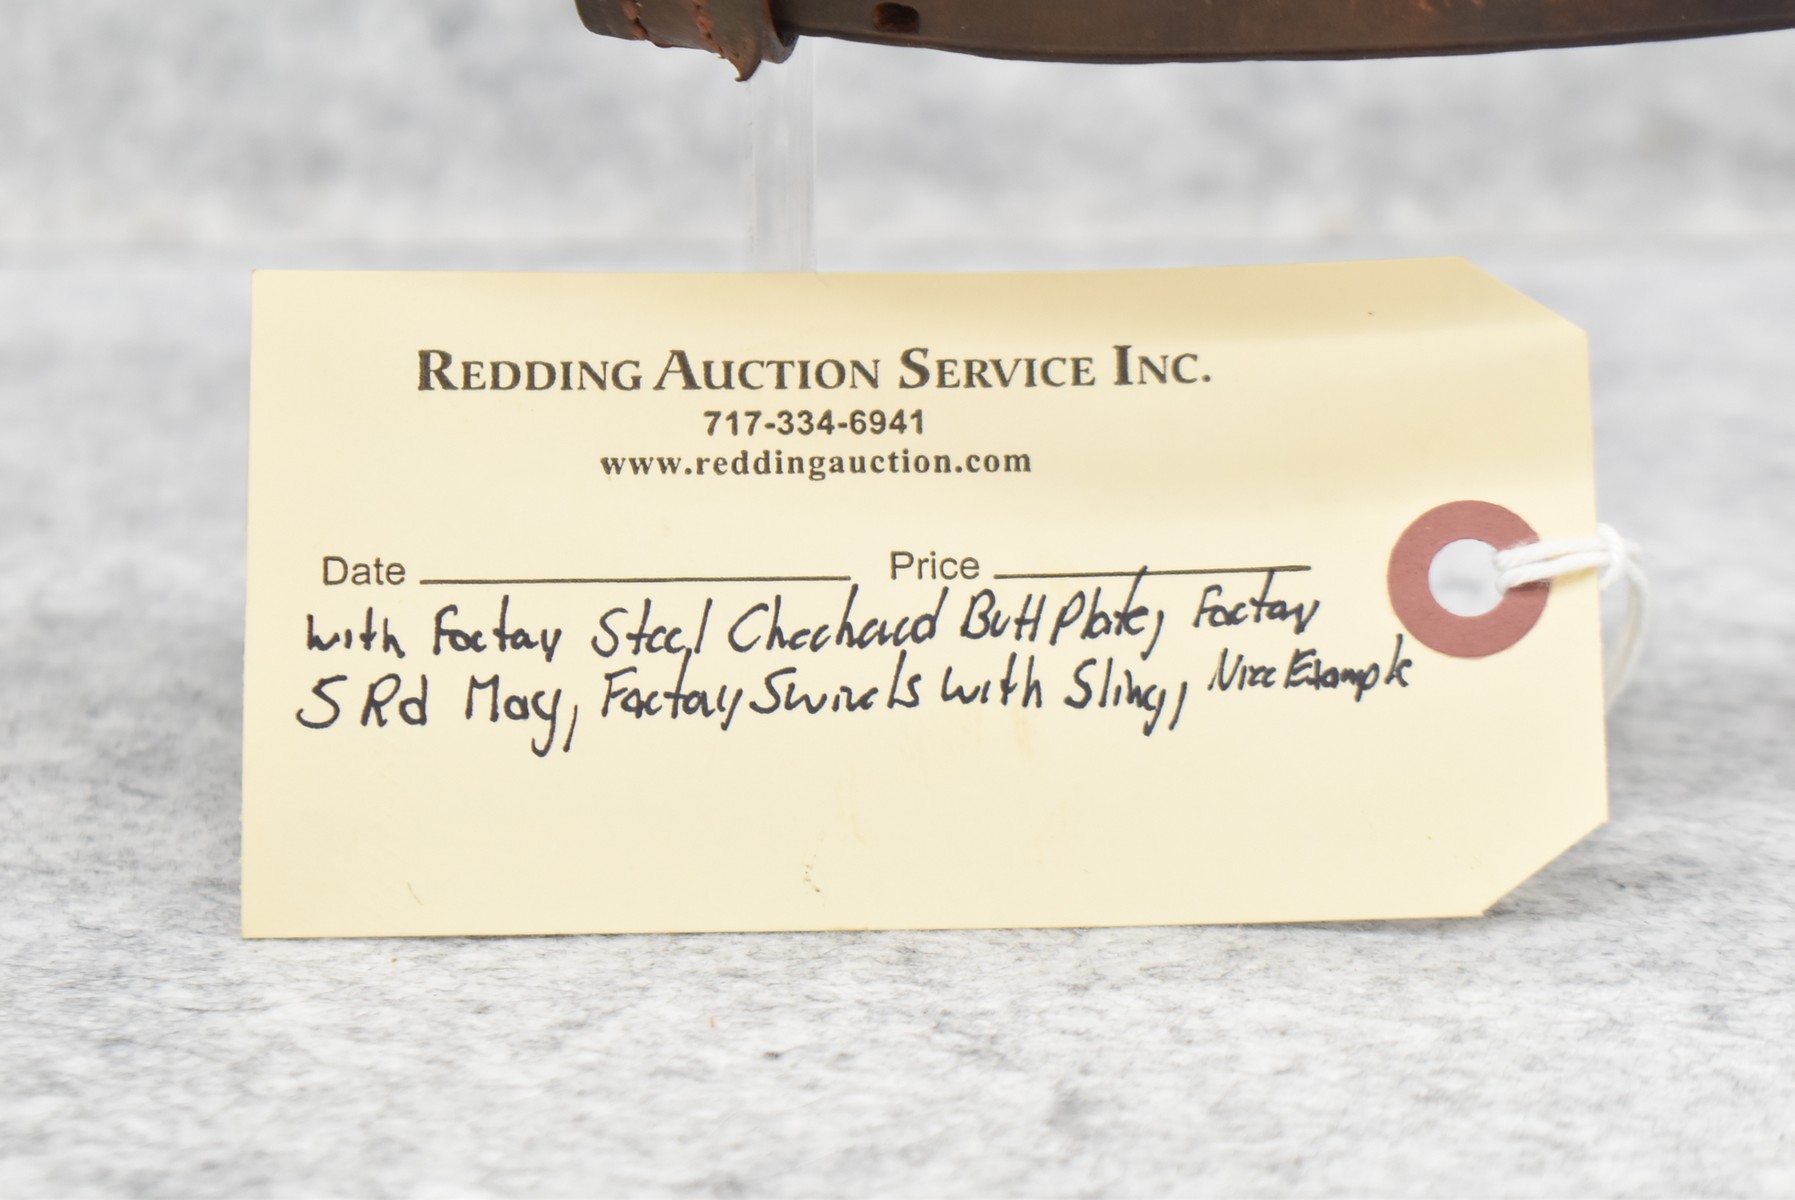 Redding Auction Service Inc.
717-334-6941
www.reddingauction.com
Date Price
with Factory Steel Checkered Butt Plate, Factory
5 Rd Mag, Factory Swivels with Sling, Nice Example